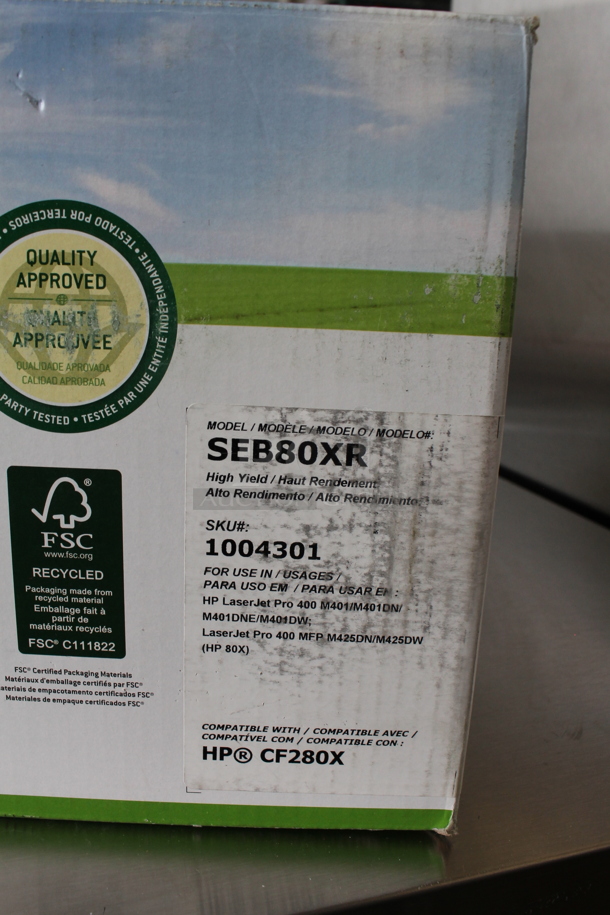 TESTADO POR TERCEIROS •
QUALITY
APPROVED
QUALITÉ
APPROUVÉE
QUALIDADE APROVADA
CALIDAD APROBADA
PARTY TESTED • TESTÉE PAR UNE ENTITÉ INDÉPENDANTE •
MODEL / MODÈLE / MODELO / MODELO#:
SEB80XR
High Yield / Haut Rendement
Alto Rendimento / Alto Rendimiento
SKU#:
1004301
FOR USE IN / USAGES /
PARA USO EM / PARA USAR EN :
HP LaserJet Pro 400 M401/M401DN/
M401DNE/M401DW;
LaserJet Pro 400 MFP M425DN/M425DW
(HP 80X)
COMPATIBLE WITH / COMPATIBLE AVEC /
COMPATÍVEL COM / COMPATIBLE CON :
HP® CF280X
®
FSC
www.fsc.org
RECYCLED
Packaging made from
recycled material
Emballage fait à
partir de
matériaux recyclés
FSC® C111822
FSC® Certified Packaging Materials
Matériaux d'emballage certifiés par FSC®
ateriais de empacotamento certificados FSC®
Materiales de empaque certificados FSC®